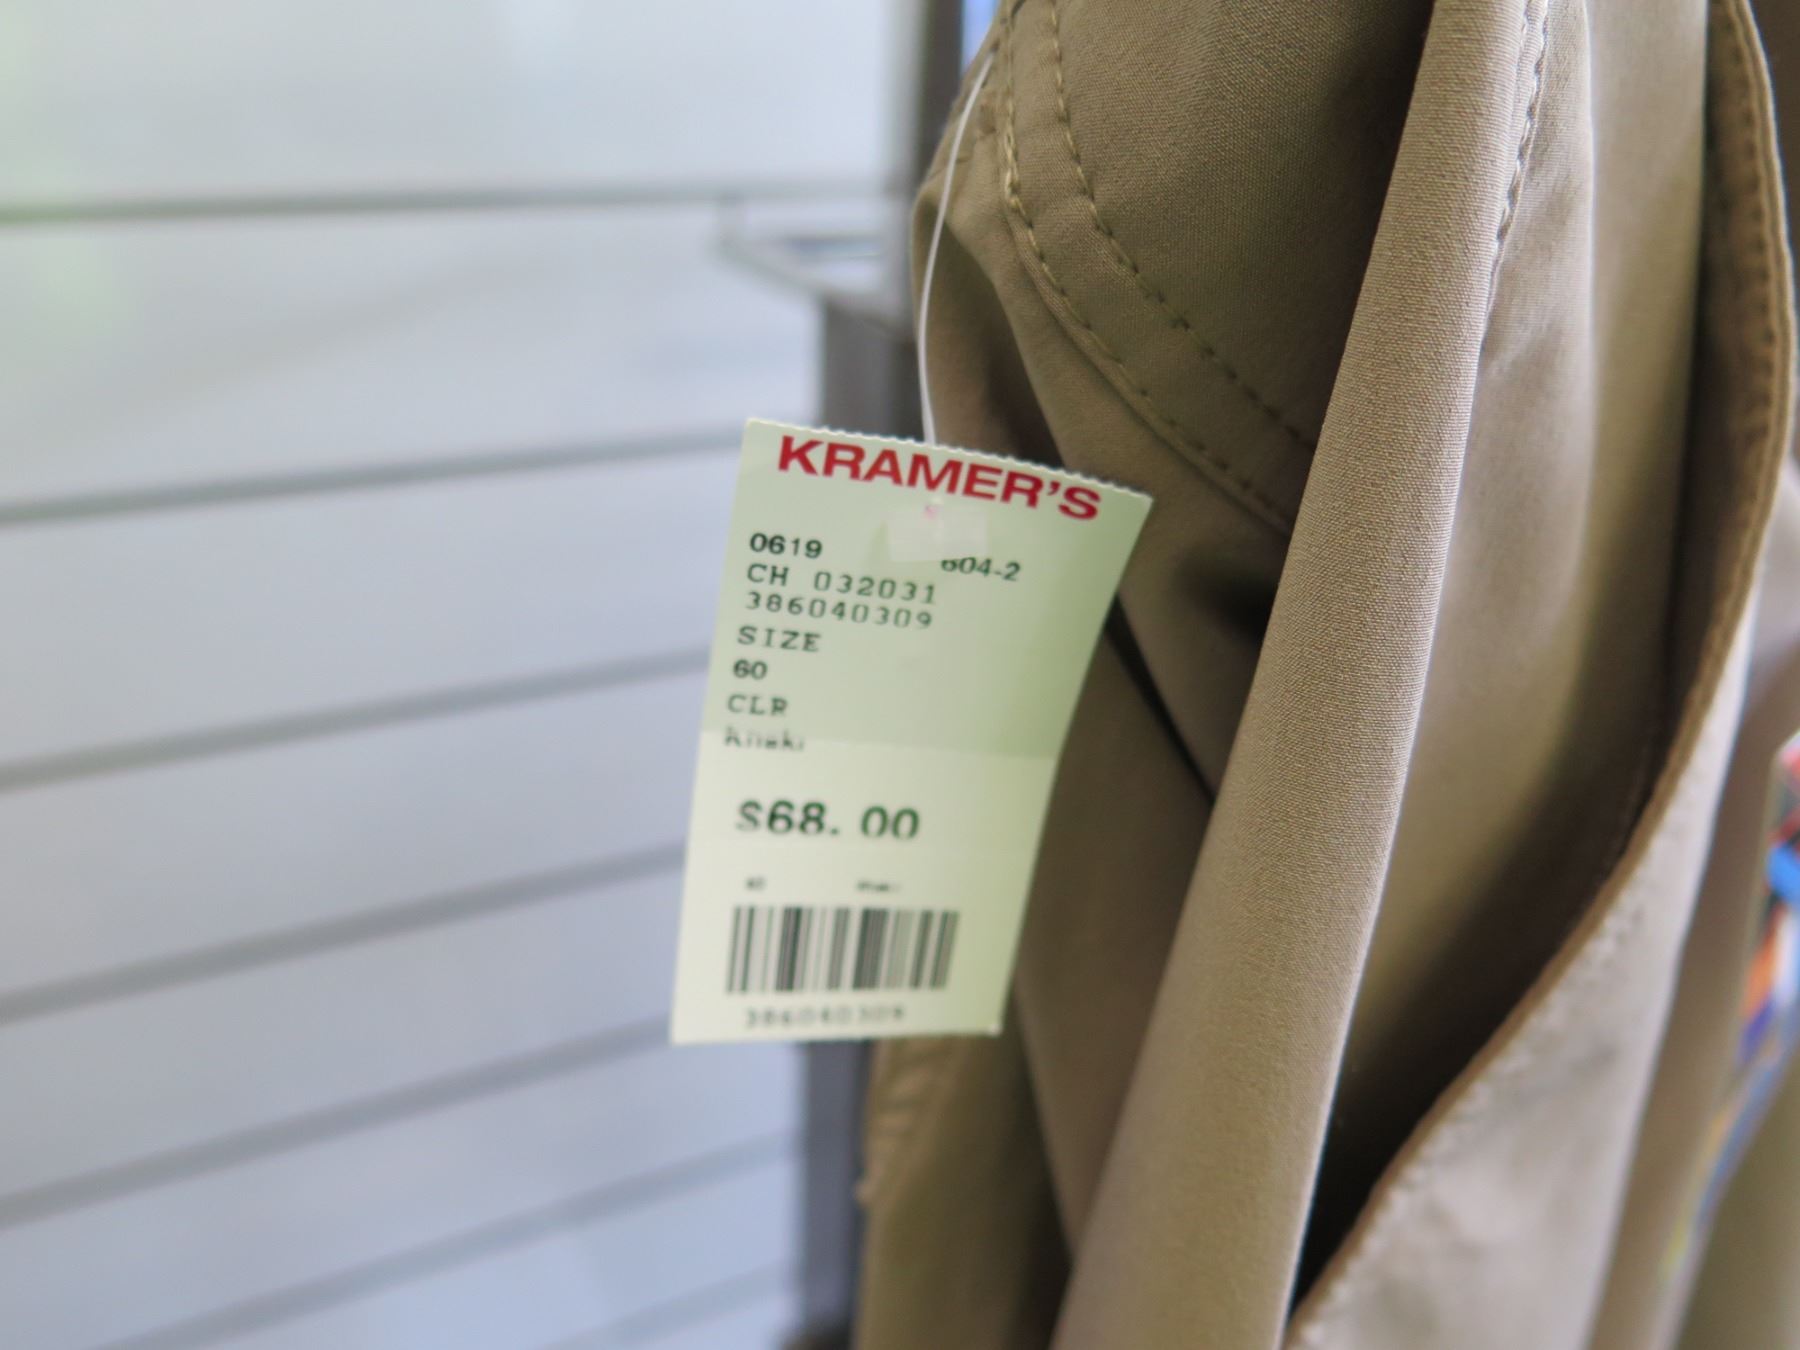 KRAMER'S
0619 604-2
CH 032031
386040309
SIZE
60
CLR
Khaki
$68.00
386040309